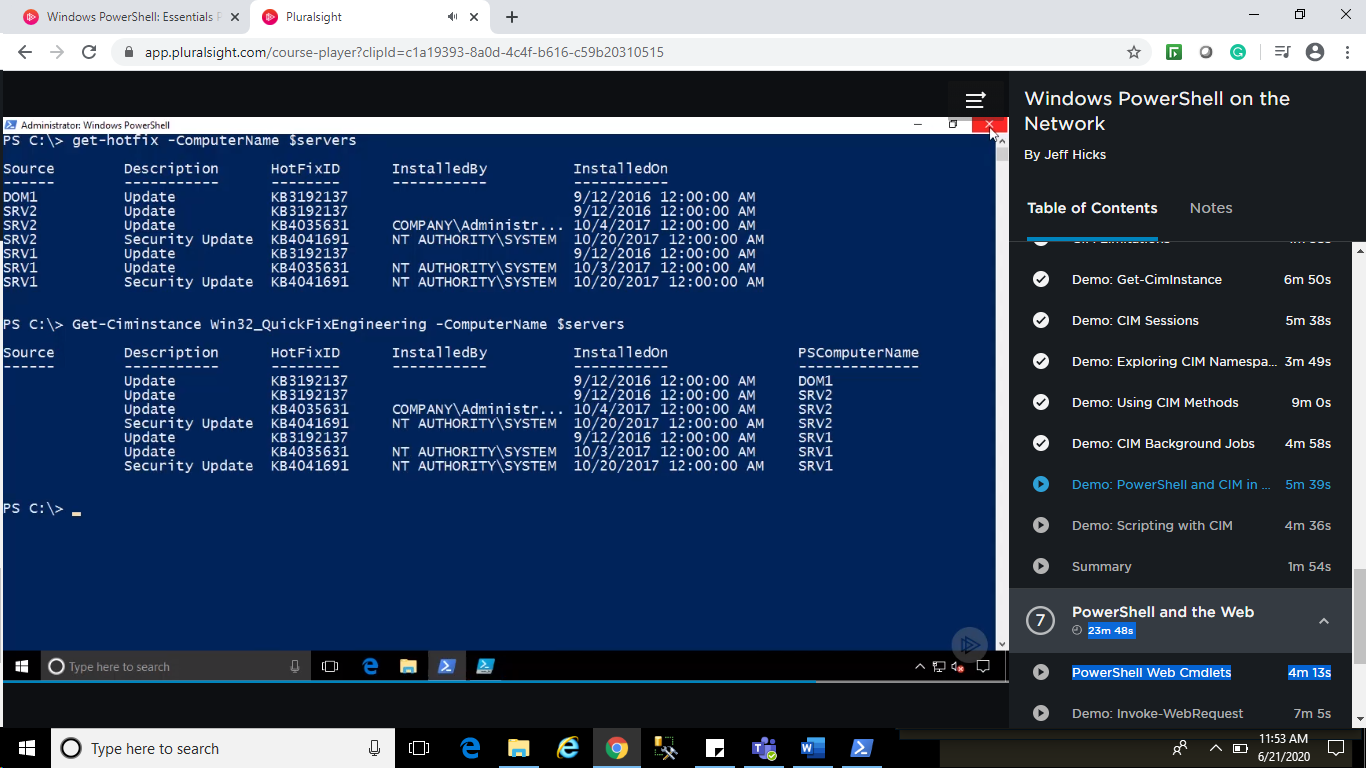 Windows PowerShell: Essentials P
Pluralsight
app.pluralsight.com/course-player?clipId=c1a19393-8a0d-4c4f-b616-c59b20310515
Administrator: Windows PowerShell
PS C:\> get-hotfix -ComputerName $servers
Source Description HotFixID InstalledBy InstalledOn
------ ----------- -------- ----------- -----------
DOM1 Update KB3192137 9/12/2016 12:00:00 AM
SRV2 Update KB3192137 9/12/2016 12:00:00 AM
SRV2 Update KB4035631 COMPANY\Administr... 10/4/2017 12:00:00 AM
SRV2 Security Update KB4041691 NT AUTHORITY\SYSTEM 10/20/2017 12:00:00 AM
SRV1 Update KB3192137 9/12/2016 12:00:00 AM
SRV1 Update KB4035631 NT AUTHORITY\SYSTEM 10/3/2017 12:00:00 AM
SRV1 Security Update KB4041691 NT AUTHORITY\SYSTEM 10/20/2017 12:00:00 AM
PS C:\> Get-Ciminstance Win32_QuickFixEngineering -ComputerName $servers
Source Description HotFixID InstalledBy InstalledOn PSComputerName
------ ----------- -------- ----------- ----------- --------------
Update KB3192137 9/12/2016 12:00:00 AM DOM1
Update KB3192137 9/12/2016 12:00:00 AM SRV2
Update KB4035631 COMPANY\Administr... 10/4/2017 12:00:00 AM SRV2
Security Update KB4041691 NT AUTHORITY\SYSTEM 10/20/2017 12:00:00 AM SRV2
Update KB3192137 9/12/2016 12:00:00 AM SRV1
Update KB4035631 NT AUTHORITY\SYSTEM 10/3/2017 12:00:00 AM SRV1
Security Update KB4041691 NT AUTHORITY\SYSTEM 10/20/2017 12:00:00 AM SRV1
PS C:\>
Type here to search
Windows PowerShell on the
Network
By Jeff Hicks
Table of Contents Notes
Demo: Get-CimInstance 6m 50s
Demo: CIM Sessions 5m 38s
Demo: Exploring CIM Namespa... 3m 49s
Demo: Using CIM Methods 9m 0s
Demo: CIM Background Jobs 4m 58s
Demo: PowerShell and CIM in ... 5m 39s
Demo: Scripting with CIM 4m 36s
Summary 1m 54s
7 PowerShell and the Web
23m 48s
PowerShell Web Cmdlets 4m 13s
Demo: Invoke-WebRequest 7m 5s
Type here to search
11:53 AM
6/21/2020